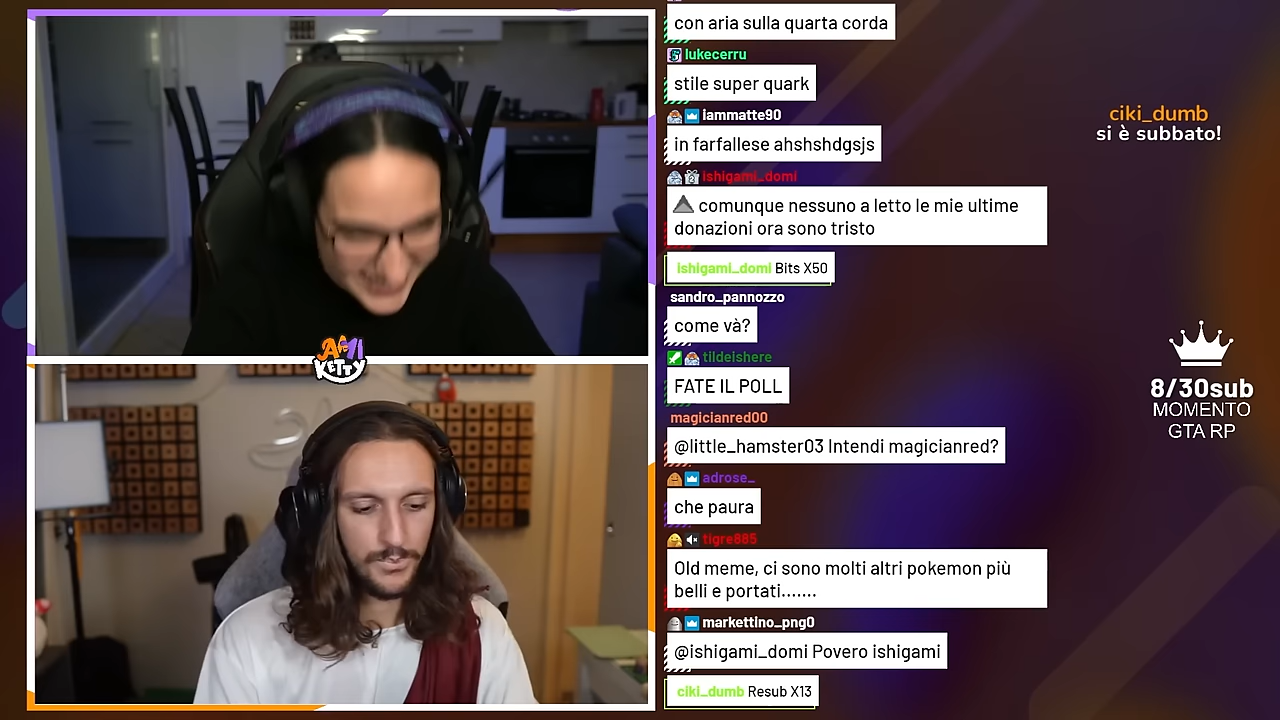 con aria sulla quarta corda
lukecerru
stile super quark
iammatte90
in farfallese ahshshdgsjs
ishigami_domi
comunque nessuno a letto le mie ultime
donazioni ora sono tristo
ishigami_domi Bits X50
sandro_pannozzo
come và?
tildeishere
FATE IL POLL
magicianred00
@little_hamster03 Intendi magicianred?
adrose_
che paura
tigre885
Old meme, ci sono molti altri pokemon più
belli e portati.......
markettino_png0
@ishigami_domi Povero ishigami
ciki_dumb Resub X13
ciki_dumb
si è subbato!
8/30sub
MOMENTO
GTA RP
KETTY